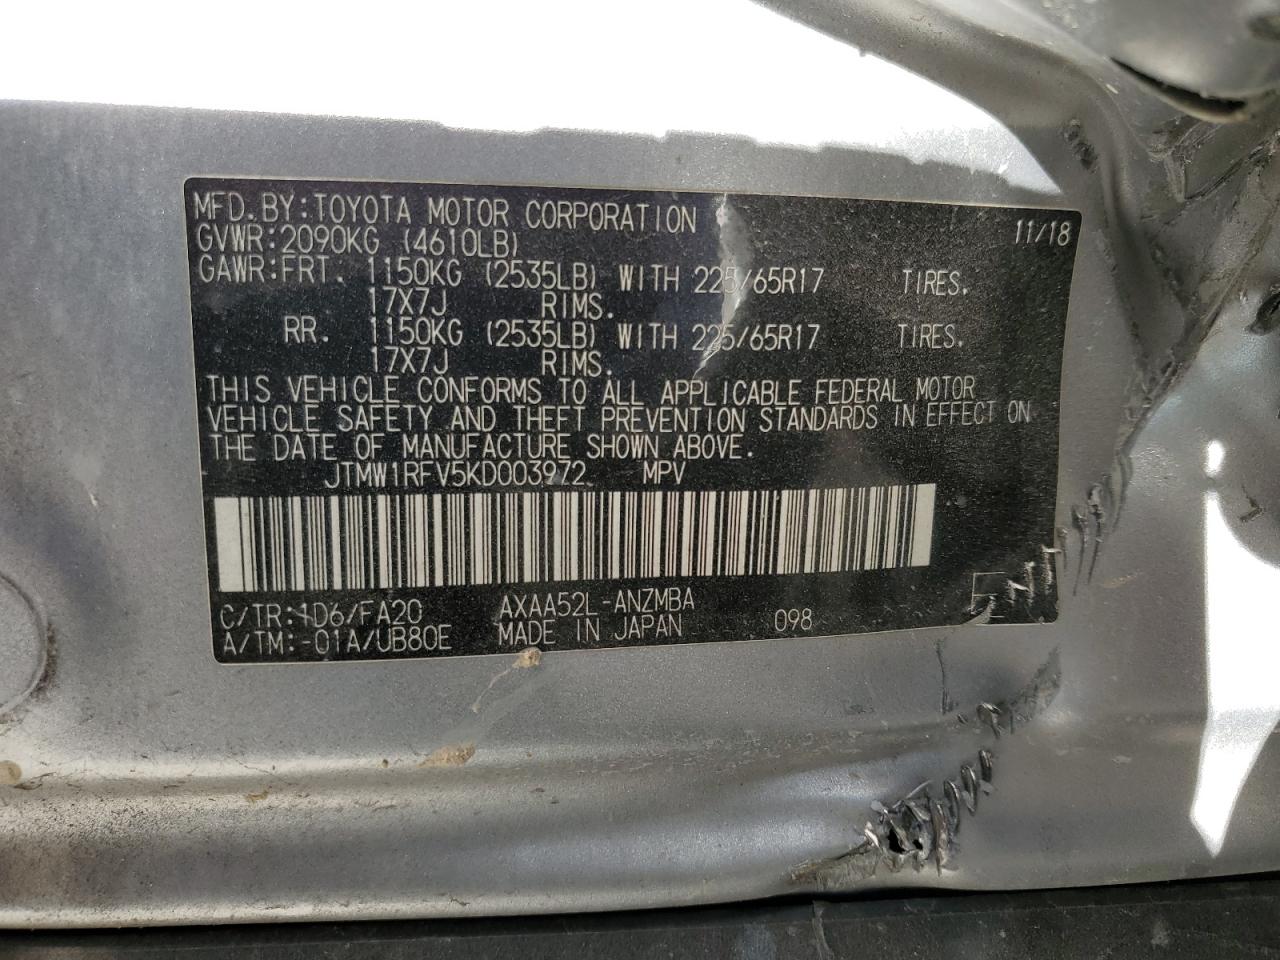 MFD. BY: TOYOTA MOTOR CORPORATION 11/18
GVWR: 2090KG (4610LB)
GAWR: FRT. 1150KG (2535LB) WITH 225/65R17 TIRES.
17X7J RIMS.
RR. 1150KG (2535LB) WITH 225/65R17 TIRES.
17X7J RIMS.
THIS VEHICLE CONFORMS TO ALL APPLICABLE FEDERAL MOTOR
VEHICLE SAFETY AND THEFT PREVENTION STANDARDS IN EFFECT ON
THE DATE OF MANUFACTURE SHOWN ABOVE.
JTMW1RFV5KD003972 MPV
C/TR: 1D6/FA20 AXAA52L-ANZMBA
A/TM: -01A/UB80E MADE IN JAPAN 098